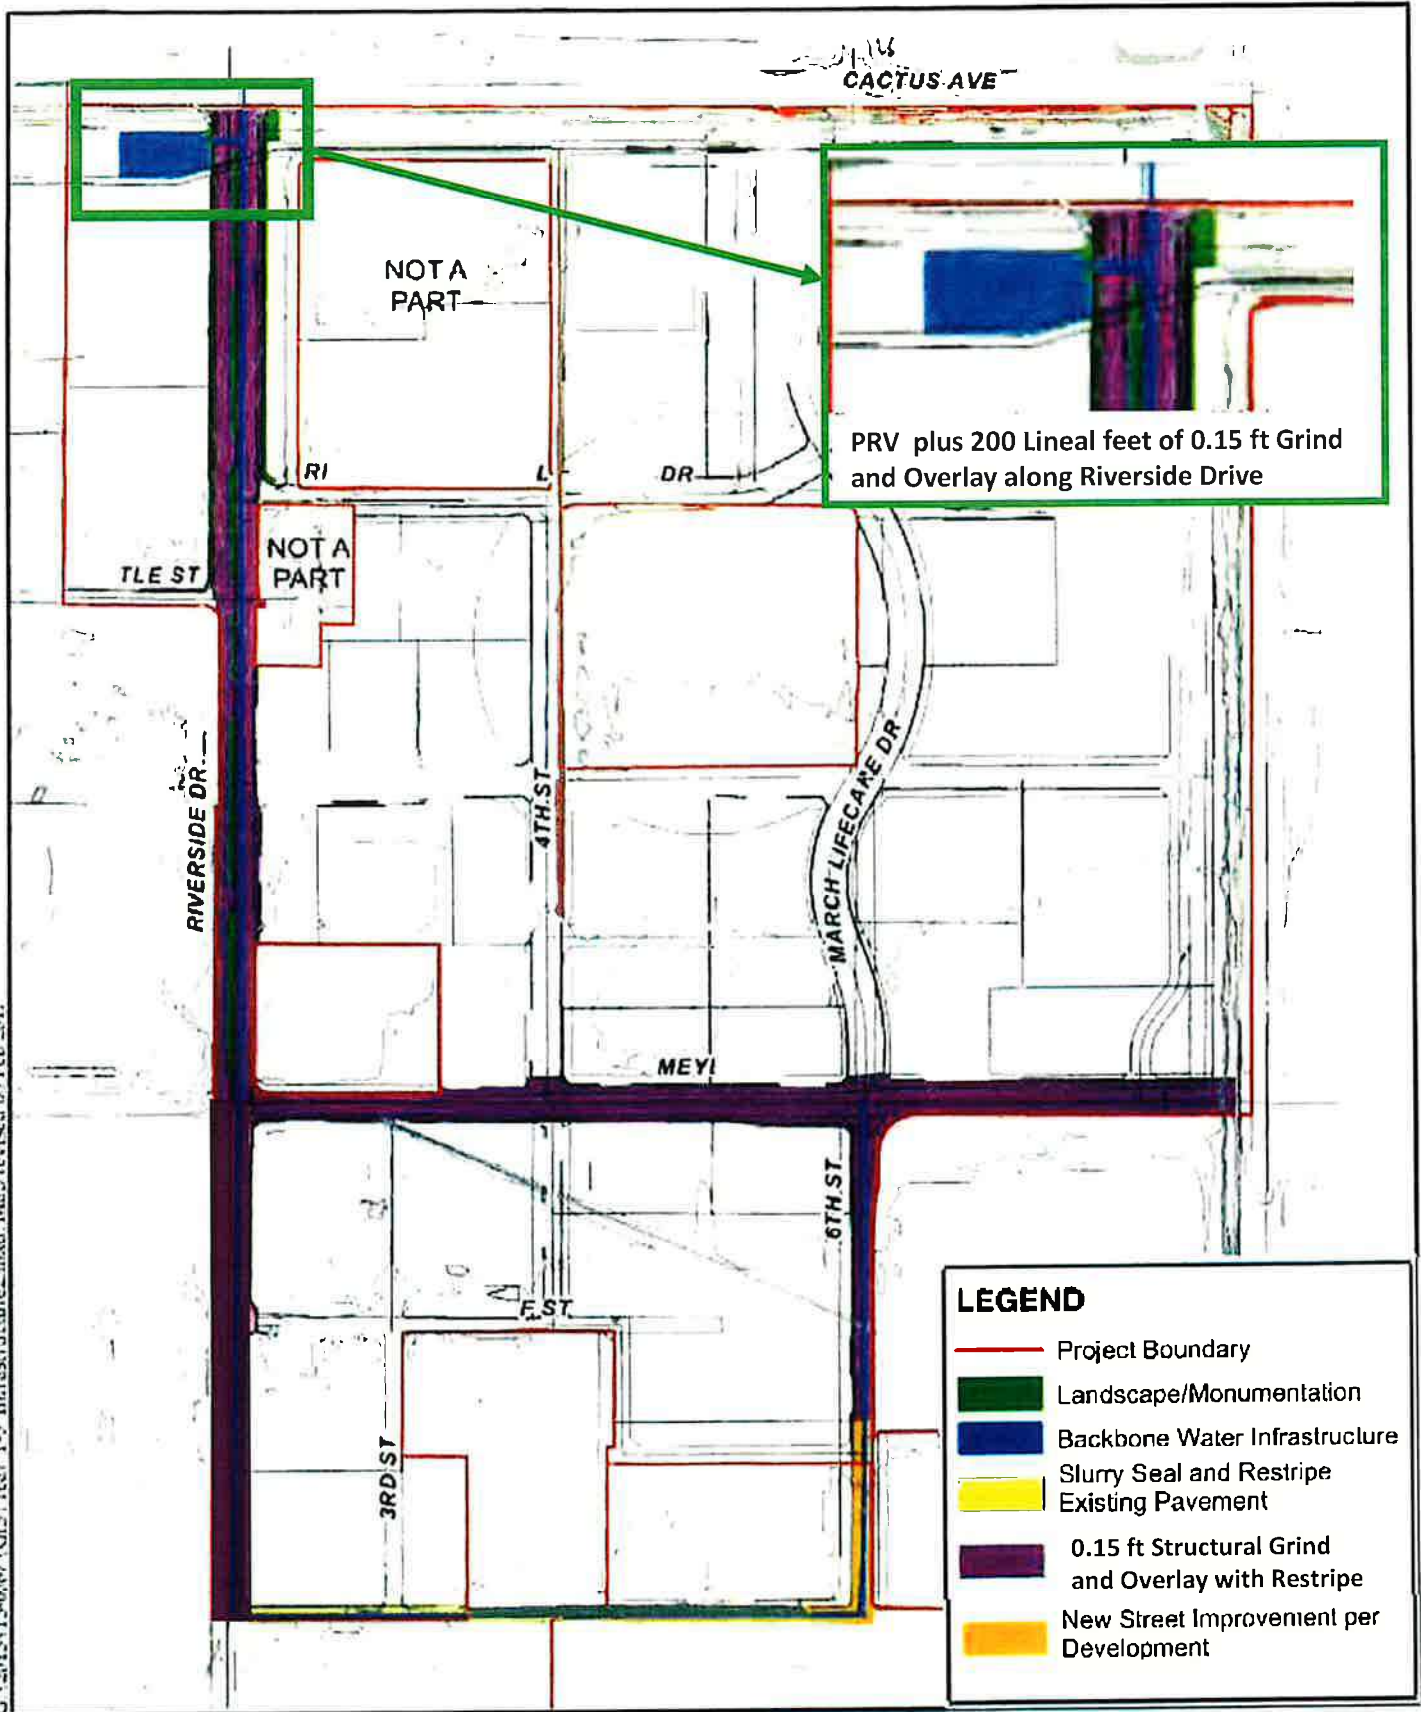 CACTUS AVE
NOT A
PART
PRV plus 200 Lineal feet of 0.15 ft Grind
and Overlay along Riverside Drive
RI
L
DR
NOT A
PART
TLE ST
RIVERSIDE DR
4TH ST
MARCH LIFECARE DR
MEYI
6TH ST
F ST
3RD ST
LEGEND
Project Boundary
Landscape/Monumentation
Backbone Water Infrastructure
Slurry Seal and Restripe
Existing Pavement
0.15 ft Structural Grind
and Overlay with Restripe
New Street Improvement per
Development